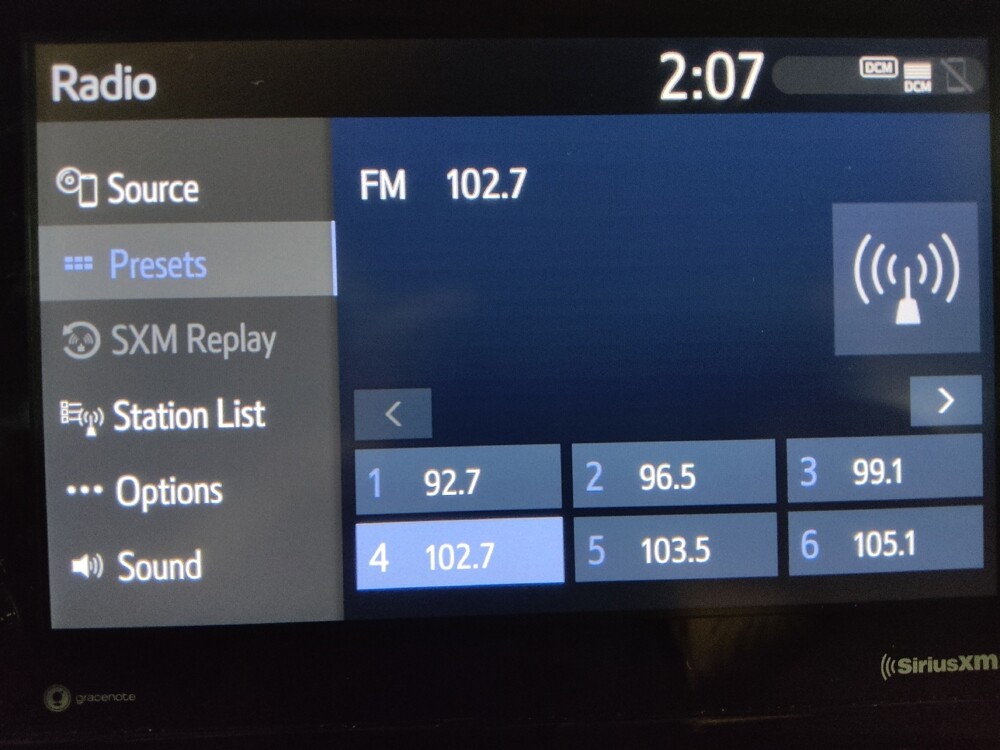 Radio
2:07
DCM
DCM
Source
Presets
SXM Replay
Station List
Options
Sound
FM 102.7
<
>
1 92.7
2 96.5
3 99.1
4 102.7
5 103.5
6 105.1
gracenote
SiriusXM